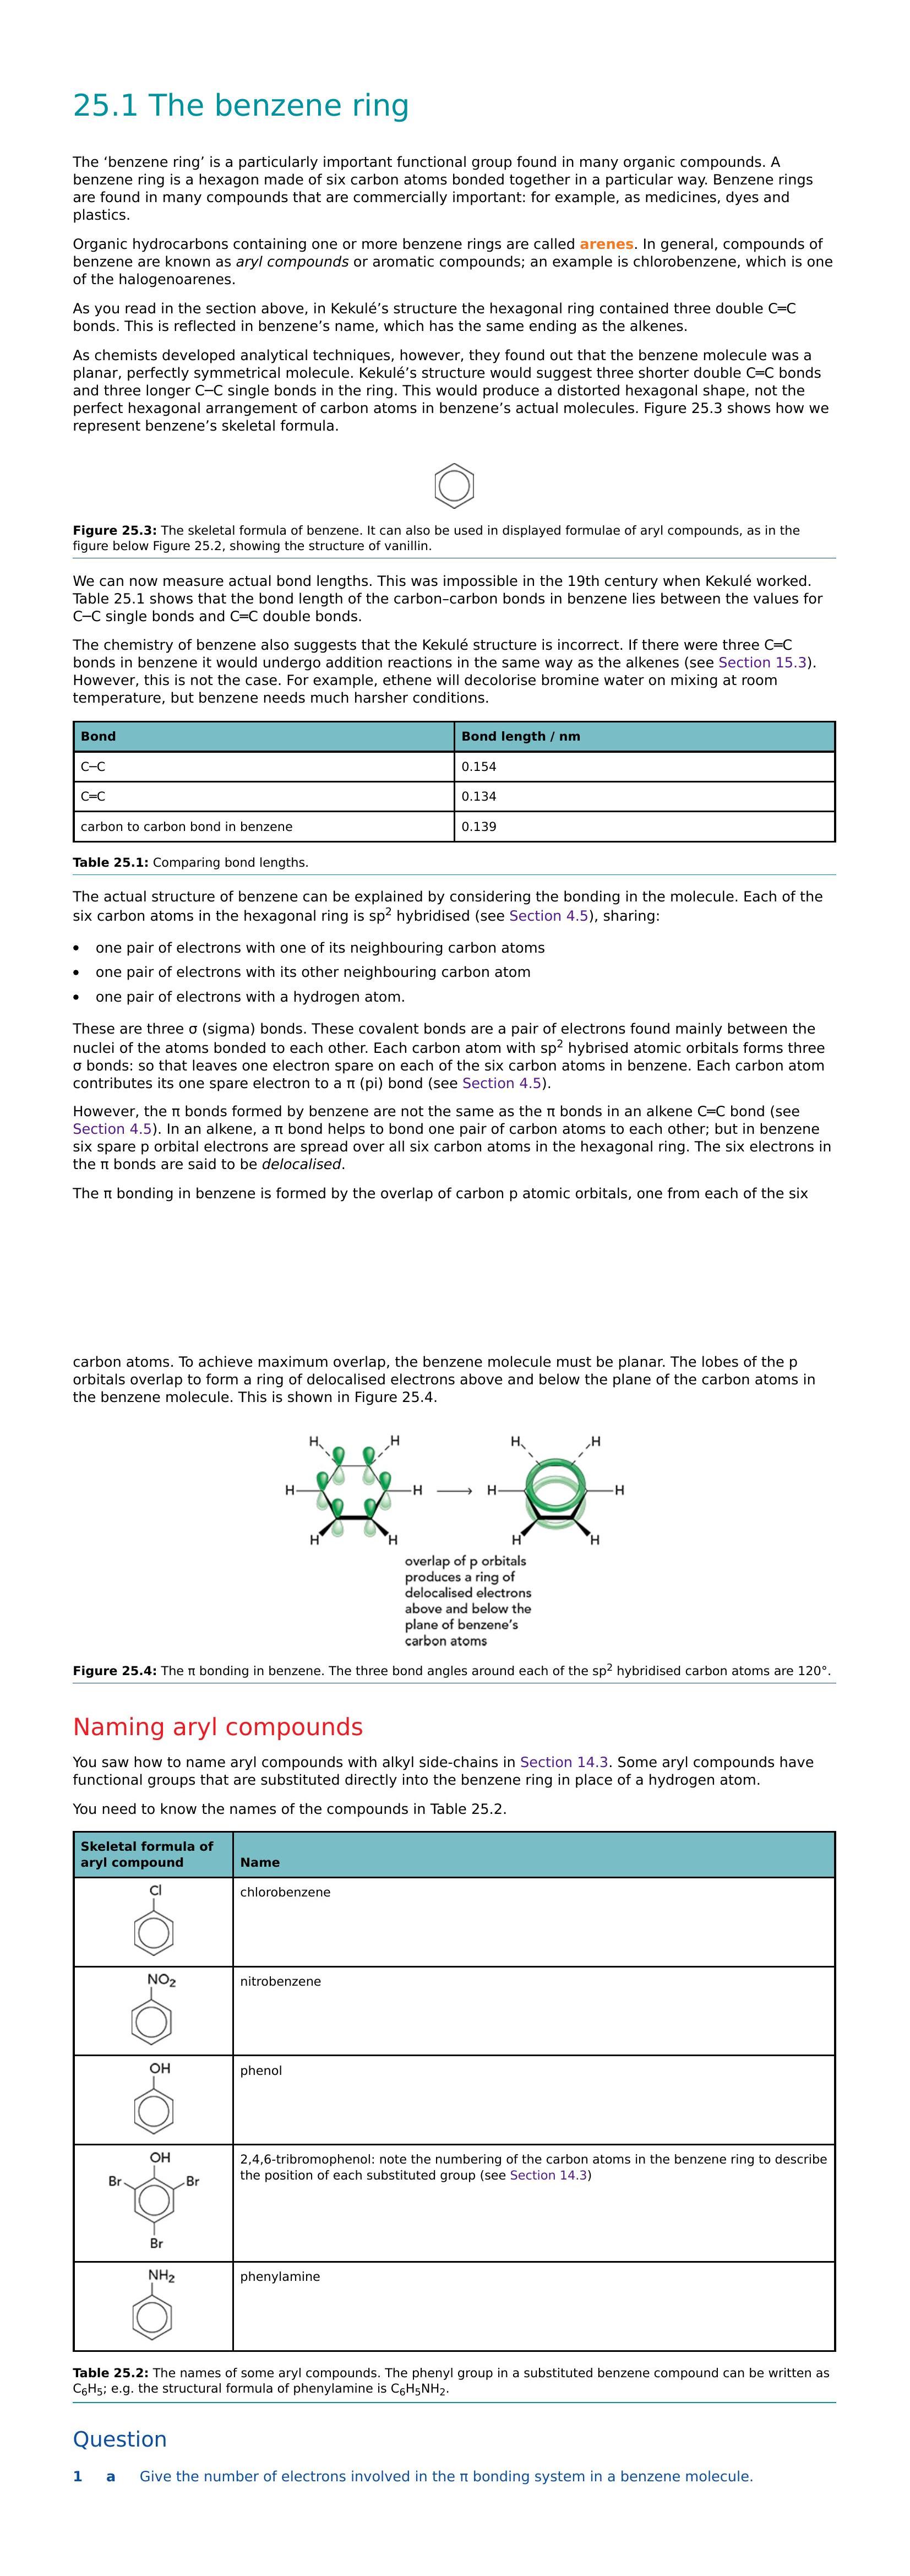 25.1 The benzene ring
The ‘benzene ring’ is a particularly important functional group found in many organic compounds. A
benzene ring is a hexagon made of six carbon atoms bonded together in a particular way. Benzene rings
are found in many compounds that are commercially important: for example, as medicines, dyes and
plastics.
Organic hydrocarbons containing one or more benzene rings are called arenes. In general, compounds of
benzene are known as aryl compounds or aromatic compounds; an example is chlorobenzene, which is one
of the halogenoarenes.
As you read in the section above, in Kekulé’s structure the hexagonal ring contained three double C═C
bonds. This is reflected in benzene’s name, which has the same ending as the alkenes.
As chemists developed analytical techniques, however, they found out that the benzene molecule was a
planar, perfectly symmetrical molecule. Kekulé’s structure would suggest three shorter double C═C bonds
and three longer C─C single bonds in the ring. This would produce a distorted hexagonal shape, not the
perfect hexagonal arrangement of carbon atoms in benzene’s actual molecules. Figure 25.3 shows how we
represent benzene’s skeletal formula.
Figure 25.3: The skeletal formula of benzene. It can also be used in displayed formulae of aryl compounds, as in the
figure below Figure 25.2, showing the structure of vanillin.
We can now measure actual bond lengths. This was impossible in the 19th century when Kekulé worked.
Table 25.1 shows that the bond length of the carbon–carbon bonds in benzene lies between the values for
C─C single bonds and C═C double bonds.
The chemistry of benzene also suggests that the Kekulé structure is incorrect. If there were three C═C
bonds in benzene it would undergo addition reactions in the same way as the alkenes (see Section 15.3).
However, this is not the case. For example, ethene will decolorise bromine water on mixing at room
temperature, but benzene needs much harsher conditions.
Bond Bond length / nm
C─C 0.154
C═C 0.134
carbon to carbon bond in benzene 0.139
Table 25.1: Comparing bond lengths.
The actual structure of benzene can be explained by considering the bonding in the molecule. Each of the
six carbon atoms in the hexagonal ring is sp² hybridised (see Section 4.5), sharing:
• one pair of electrons with one of its neighbouring carbon atoms
• one pair of electrons with its other neighbouring carbon atom
• one pair of electrons with a hydrogen atom.
These are three σ (sigma) bonds. These covalent bonds are a pair of electrons found mainly between the
nuclei of the atoms bonded to each other. Each carbon atom with sp² hybrised atomic orbitals forms three
σ bonds: so that leaves one electron spare on each of the six carbon atoms in benzene. Each carbon atom
contributes its one spare electron to a π (pi) bond (see Section 4.5).
However, the π bonds formed by benzene are not the same as the π bonds in an alkene C═C bond (see
Section 4.5). In an alkene, a π bond helps to bond one pair of carbon atoms to each other; but in benzene
six spare p orbital electrons are spread over all six carbon atoms in the hexagonal ring. The six electrons in
the π bonds are said to be delocalised.
The π bonding in benzene is formed by the overlap of carbon p atomic orbitals, one from each of the six
carbon atoms. To achieve maximum overlap, the benzene molecule must be planar. The lobes of the p
orbitals overlap to form a ring of delocalised electrons above and below the plane of the carbon atoms in
the benzene molecule. This is shown in Figure 25.4.
H H H H
H H H H
H H H H
overlap of p orbitals
produces a ring of
delocalised electrons
above and below the
plane of benzene’s
carbon atoms
Figure 25.4: The π bonding in benzene. The three bond angles around each of the sp² hybridised carbon atoms are 120°.
Naming aryl compounds
You saw how to name aryl compounds with alkyl side-chains in Section 14.3. Some aryl compounds have
functional groups that are substituted directly into the benzene ring in place of a hydrogen atom.
You need to know the names of the compounds in Table 25.2.
Skeletal formula of
aryl compound Name
Cl chlorobenzene
NO₂ nitrobenzene
OH phenol
OH 2,4,6-tribromophenol: note the numbering of the carbon atoms in the benzene ring to describe
Br Br the position of each substituted group (see Section 14.3)
Br
NH₂ phenylamine
Table 25.2: The names of some aryl compounds. The phenyl group in a substituted benzene compound can be written as
C₆H₅; e.g. the structural formula of phenylamine is C₆H₅NH₂.
Question
1 a Give the number of electrons involved in the π bonding system in a benzene molecule.